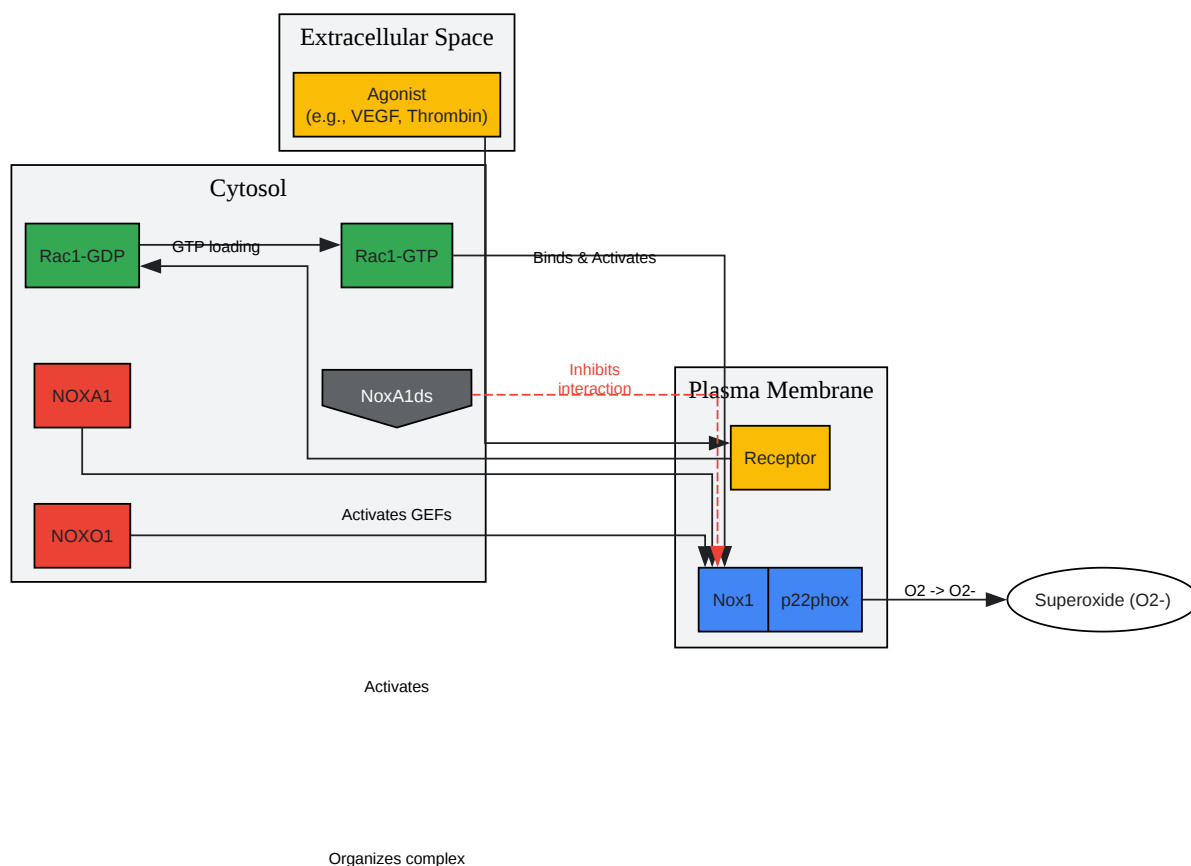 Extracellular Space
Agonist
(e.g., VEGF, Thrombin)
Cytosol
Rac1-GDP
GTP loading
Rac1-GTP
Binds & Activates
NOXA1
NoxA1ds
Inhibits
interaction
Plasma Membrane
Receptor
NOXO1
Activates GEFs
Nox1
p22phox
O2 -> O2-
Superoxide (O2-)
Activates
Organizes complex